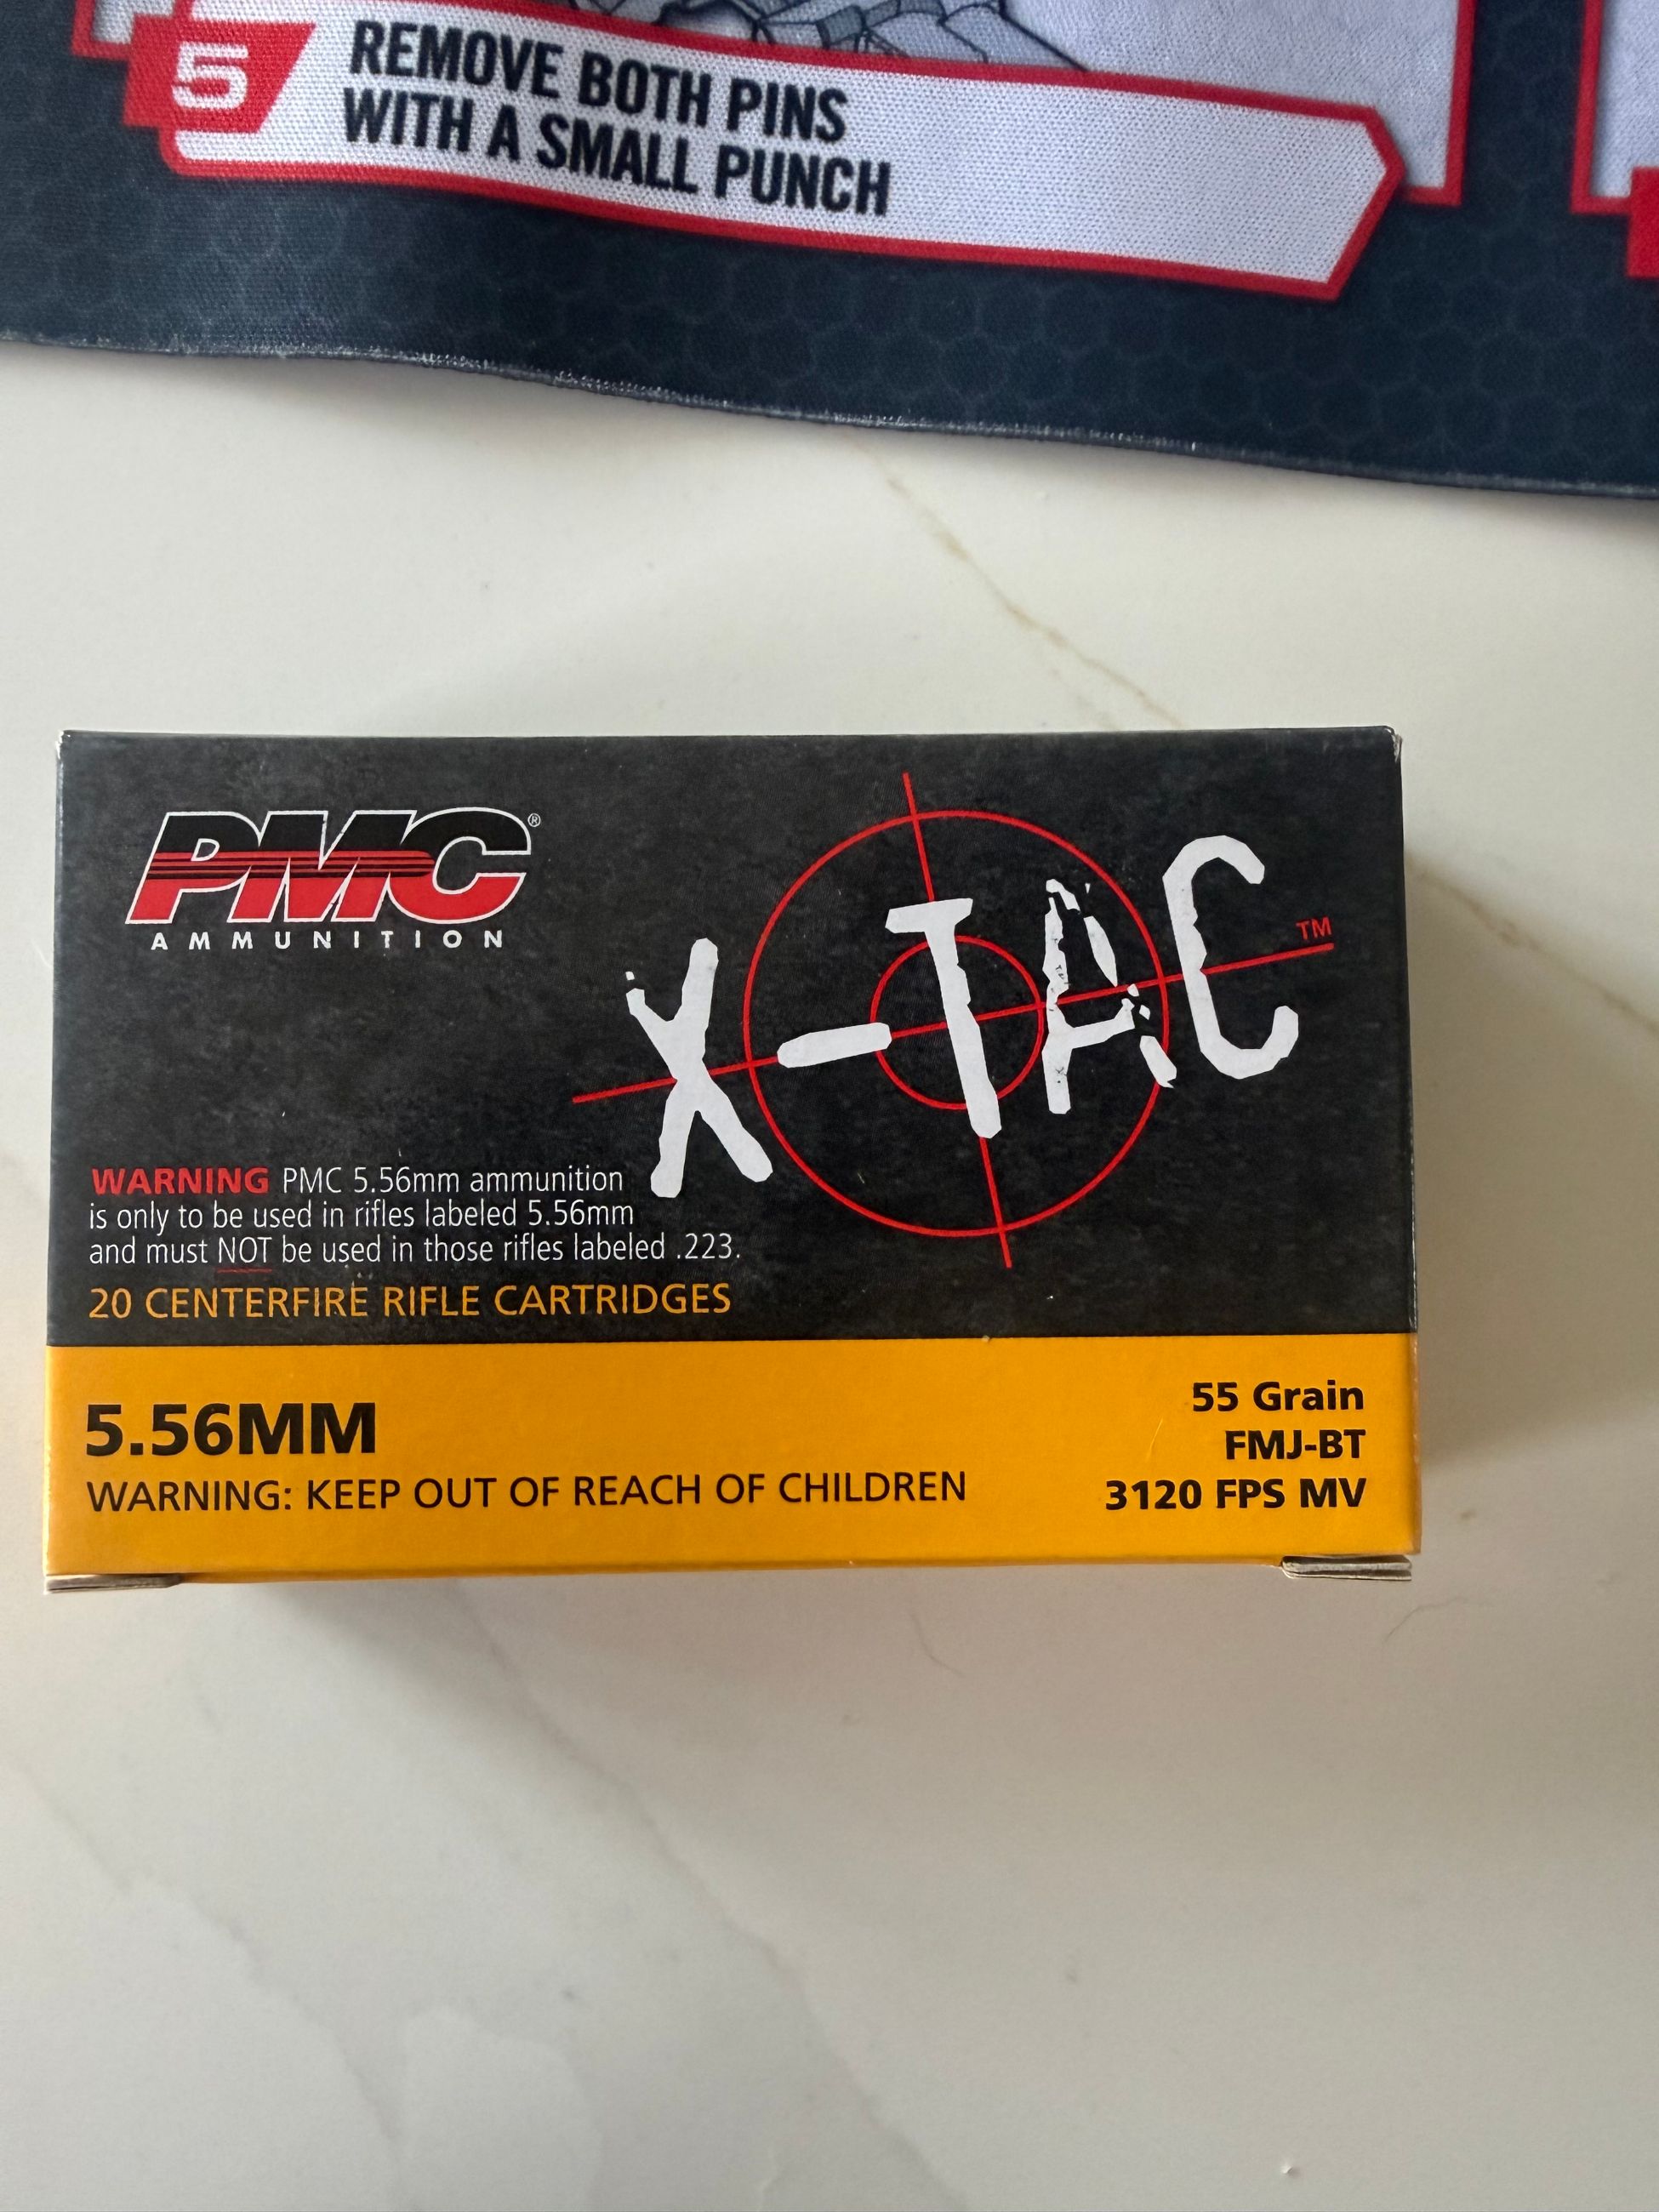 5
REMOVE BOTH PINS
WITH A SMALL PUNCH
PMC®
AMMUNITION
X-TAC™
WARNING PMC 5.56mm ammunition
is only to be used in rifles labeled 5.56mm
and must NOT be used in those rifles labeled .223.
20 CENTERFIRE RIFLE CARTRIDGES
5.56MM
WARNING: KEEP OUT OF REACH OF CHILDREN
55 Grain
FMJ-BT
3120 FPS MV